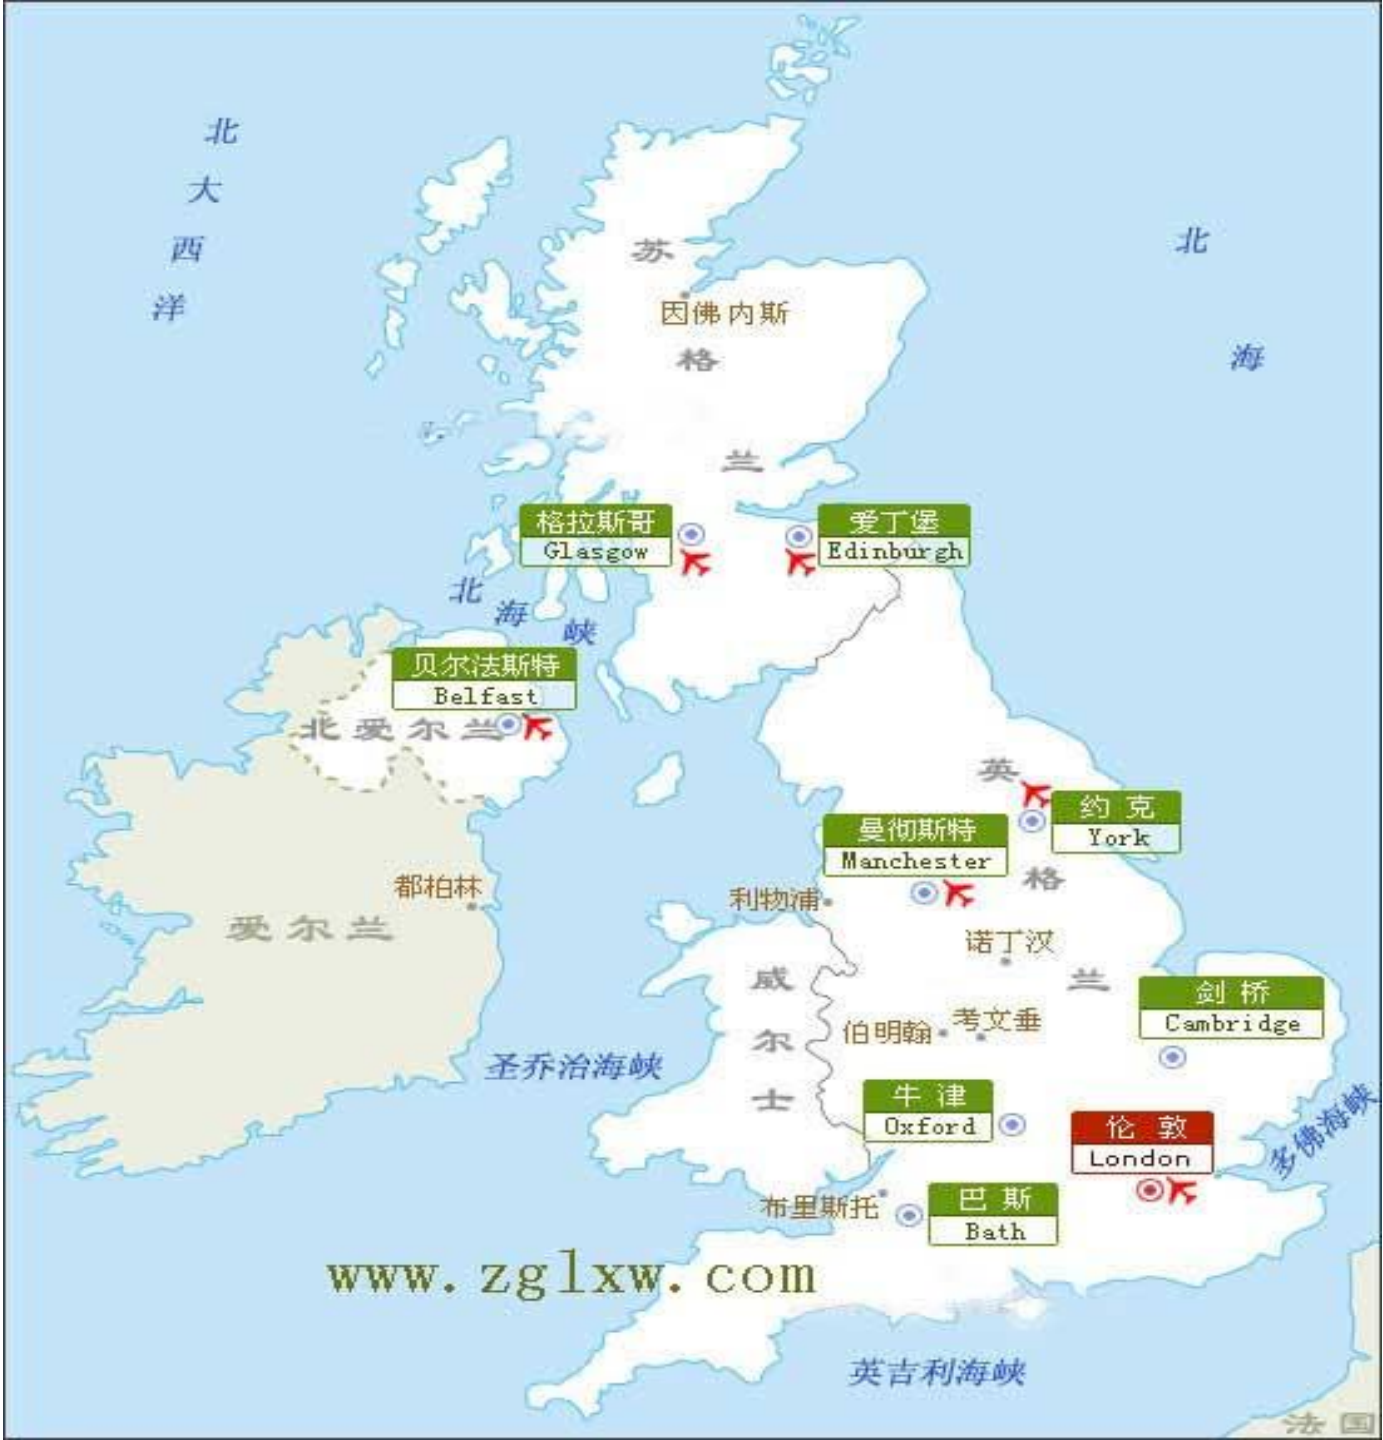 北大西洋
北海
苏格兰
因佛内斯
格拉斯哥
Glasgow
爱丁堡
Edinburgh
北海峡
贝尔法斯特
Belfast
北爱尔兰
英格兰
约克
York
曼彻斯特
Manchester
都柏林
利物浦
爱尔兰
诺丁汉
威尔士
剑桥
Cambridge
伯明翰
考文垂
圣乔治海峡
牛津
Oxford
伦敦
London
多佛海峡
布里斯托
巴斯
Bath
www.zglxw.com
英吉利海峡
法国